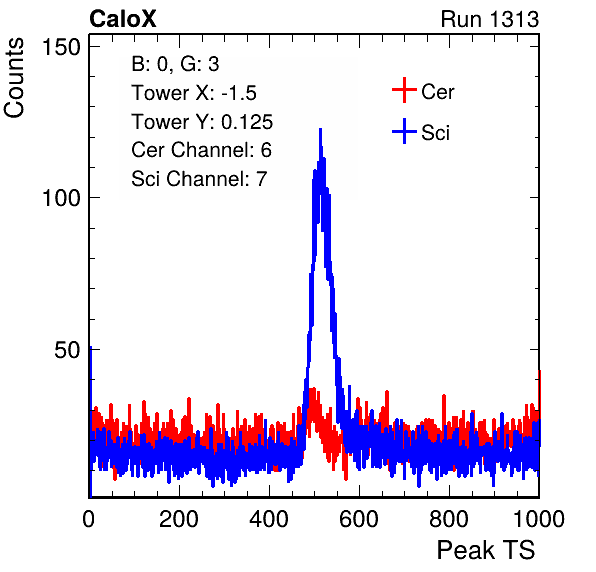 CaloX Run 1313
Counts
150
100
50
B: 0, G: 3
Tower X: -1.5
Tower Y: 0.125
Cer Channel: 6
Sci Channel: 7
Cer
Sci
0 200 400 600 800 1000
Peak TS